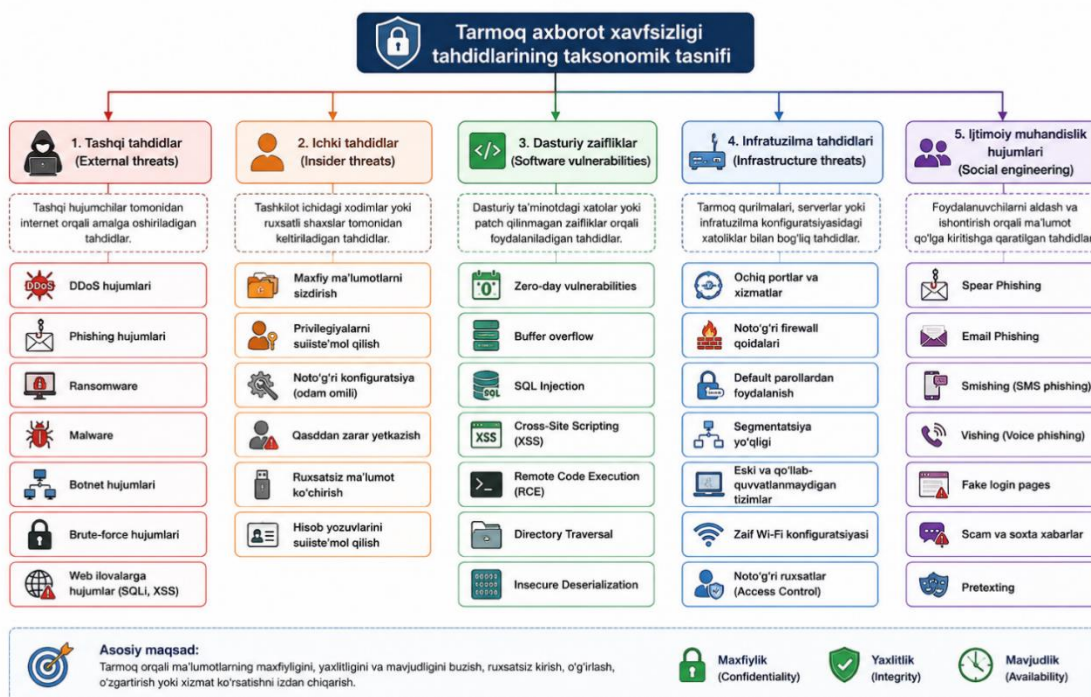 Tarmoq axborot xavfsizligi
tahdidlarining taksonomik tasnifi
1. Tashqi tahdidlar
(External threats)
Tashqi hujumchilar tomonidan
internet orqali amalga oshiriladigan
tahdidlar.
DDoS
DDoS hujumlari
Phishing hujumlari
Ransomware
Malware
Botnet hujumlari
Brute-force hujumlari
Web ilovalarga
hujumlar (SQLi, XSS)
2. Ichki tahdidlar
(Insider threats)
Tashkilot ichidagi xodimlar yoki
ruxsatli shaxslar tomonidan
keltiriladigan tahdidlar.
Maxfiy ma'lumotlarni
sizdirish
Privilegiyalarni
suiiste'mol qilish
Noto'g'ri konfiguratsiya
(odam omili)
Qasddan zarar yetkazish
Ruxsatsiz ma'lumot
ko'chirish
Hisob yozuvlarini
suiiste'mol qilish
</>
3. Dasturiy zaifliklar
(Software vulnerabilities)
Dasturiy ta'minotdagi xatolar yoki
patch qilinmagan zaifliklar orqali
foydalaniladigan tahdidlar.
"0"
Zero-day vulnerabilities
Buffer overflow
SQL
SQL Injection
XSS
Cross-Site Scripting
(XSS)
>_
Remote Code Execution
(RCE)
Directory Traversal
Insecure Deserialization
4. Infratuzilma tahdidlari
(Infrastructure threats)
Tarmoq qurilmalari, serverlar yoki
infratuzilma konfiguratsiyasidagi
xatoliklar bilan bog'liq tahdidlar.
Ochiq portlar va
xizmatlar
Noto'g'ri firewall
qoidalari
Default parollardan
foydalanish
Segmentatsiya
yo'qligi
Eski va qo'llab-
quvvatlanmaydigan
tizimlar
Zaif Wi-Fi konfiguratsiyasi
Noto'g'ri ruxsatlar
(Access Control)
5. Ijtimoiy muhandislik
hujumlari
(Social engineering)
Foydalanuvchilarni aldash va
ishontirish orqali ma'lumot
qo'lga kiritishga qaratilgan tahdidlar
Spear Phishing
Email Phishing
Smishing (SMS phishing)
Vishing (Voice phishing)
Fake login pages
Scam va soxta xabarlar
Pretexting
Asosiy maqsad:
Tarmoq orqali ma'lumotlarning maxfiyligini, yaxlitligini va mavjudligini buzish, ruxsatsiz kirish, o'g'irlash,
o'zgartirish yoki xizmat ko'rsatishni izdan chiqarish.
Maxfiylik
(Confidentiality)
Yaxlitlik
(Integrity)
Mavjudlik
(Availability)